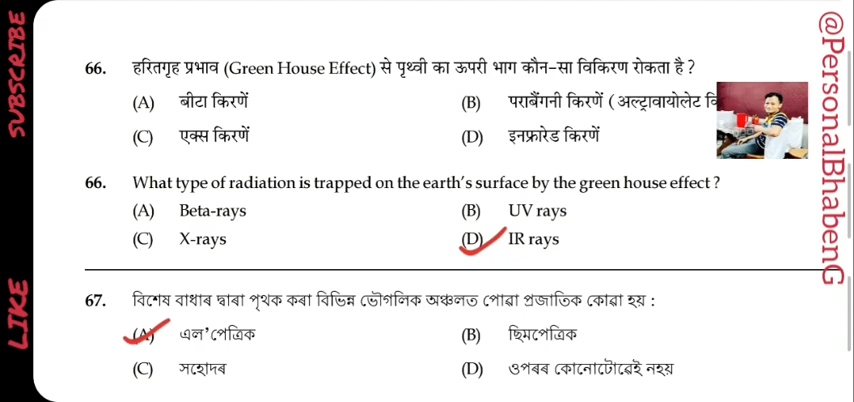 SUBSCRIBE
LIKE
@PersonalBhabenG
66. हरितगृह प्रभाव (Green House Effect) से पृथ्वी का ऊपरी भाग कौन-सा विकिरण रोकता है ?
(A) बीटा किरणें (B) पराबैंगनी किरणें (अल्ट्रावायोलेट
(C) एक्स किरणें (D) इनफ्रारेड किरणें
66. What type of radiation is trapped on the earth's surface by the green house effect ?
(A) Beta-rays (B) UV rays
(C) X-rays (D) IR rays
67. বিশেষ বাধাৰ দ্বাৰা পৃথক কৰা বিভিন্ন ভৌগলিক অঞ্চলত পোৱা প্ৰজাতিক কোৱা হয় :
(A) এল’পেত্ৰিক (B) ছিমপেত্ৰিক
(C) সহোদৰ (D) ওপৰৰ কোনোটোৱেই নহয়